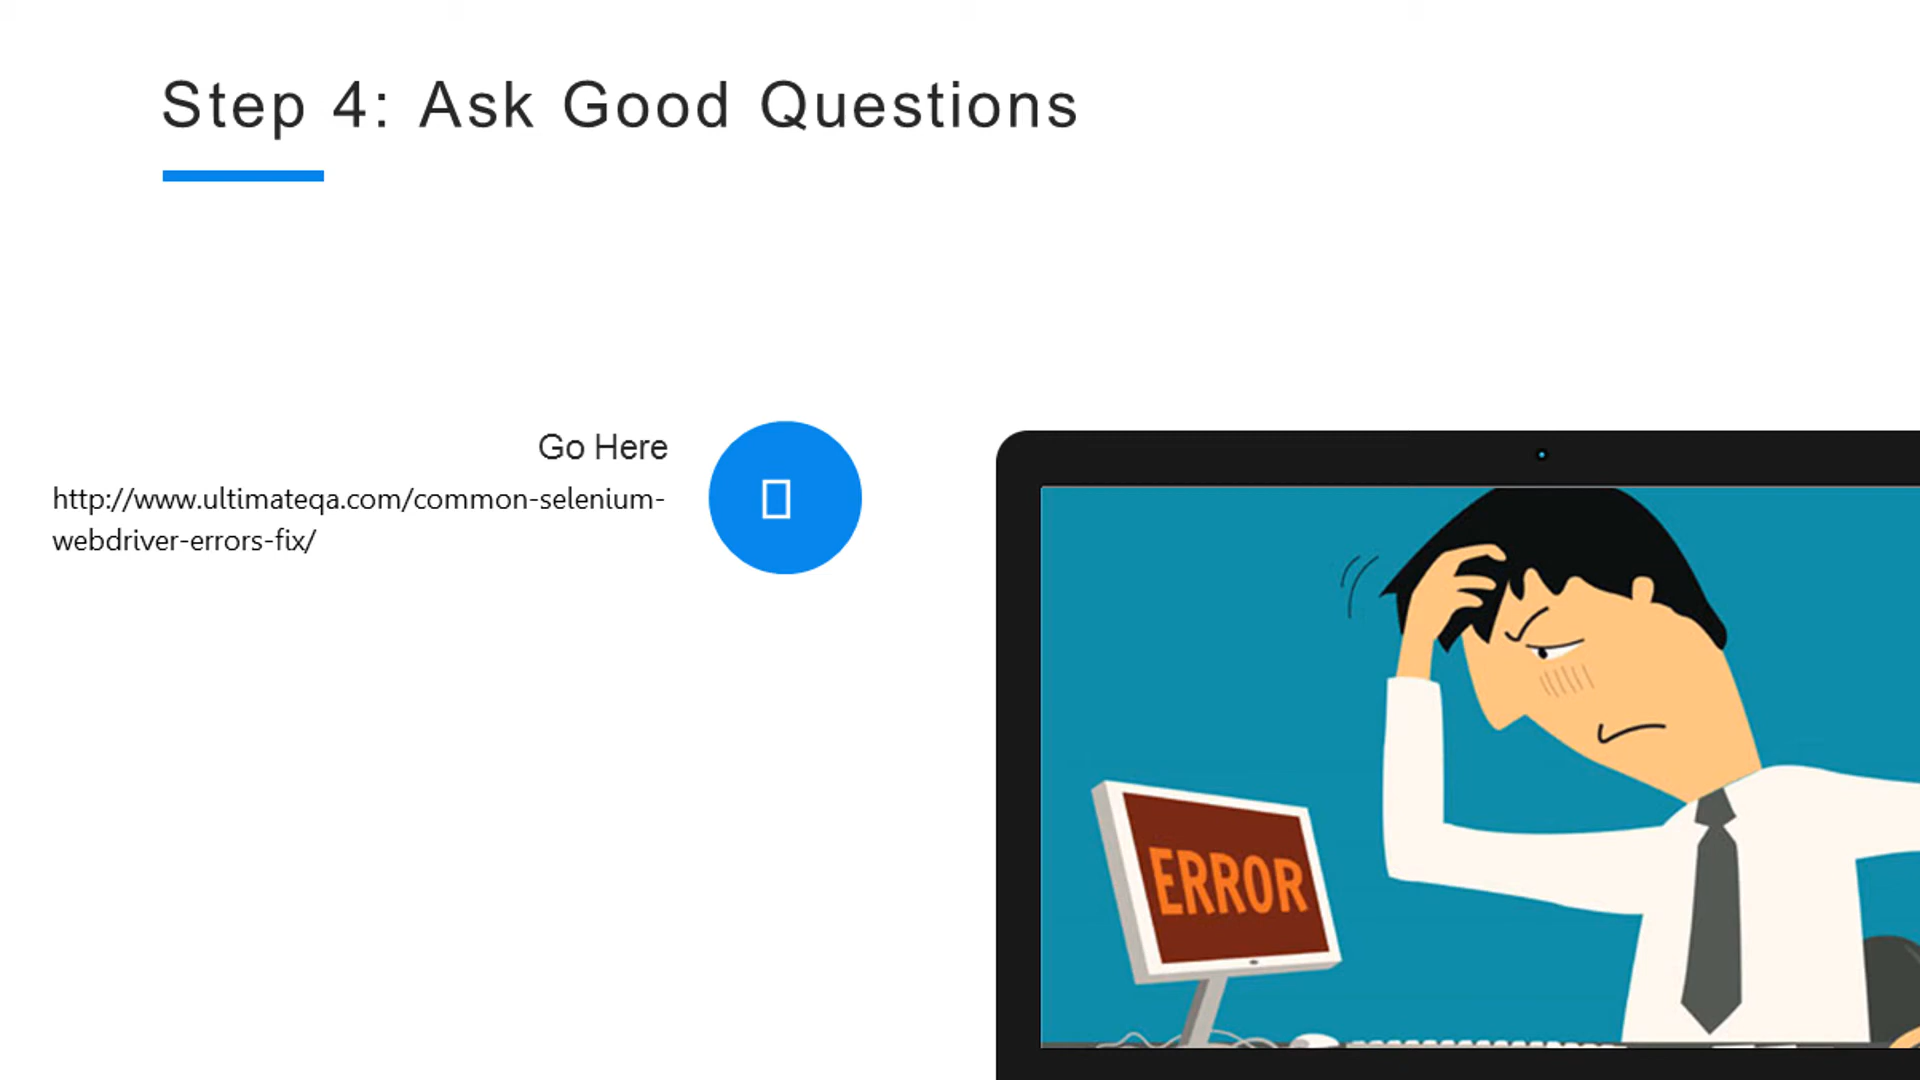 Step 4: Ask Good Questions
Go Here
http://www.ultimateqa.com/common-selenium-
webdriver-errors-fix/
ERROR